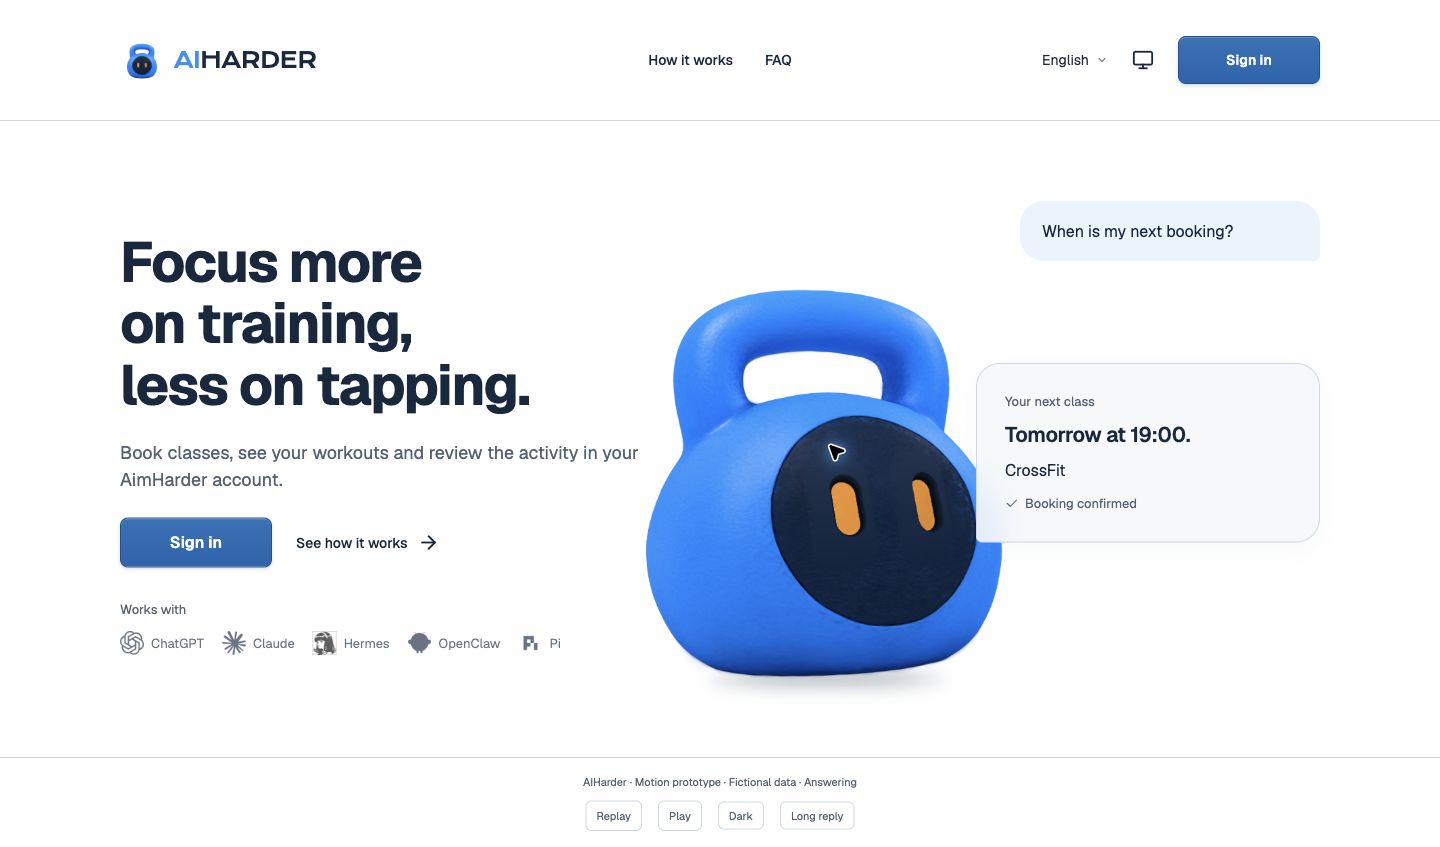 AIHARDER
How it works
FAQ
English
Sign in
When is my next booking?
Focus more
on training,
less on tapping.
Book classes, see your workouts and review the activity in your
AimHarder account.
Sign in
See how it works
Your next class
Tomorrow at 19:00.
CrossFit
Booking confirmed
Works with
ChatGPT
Claude
Hermes
OpenClaw
Pi
AIHarder · Motion prototype · Fictional data · Answering
Replay
Play
Dark
Long reply